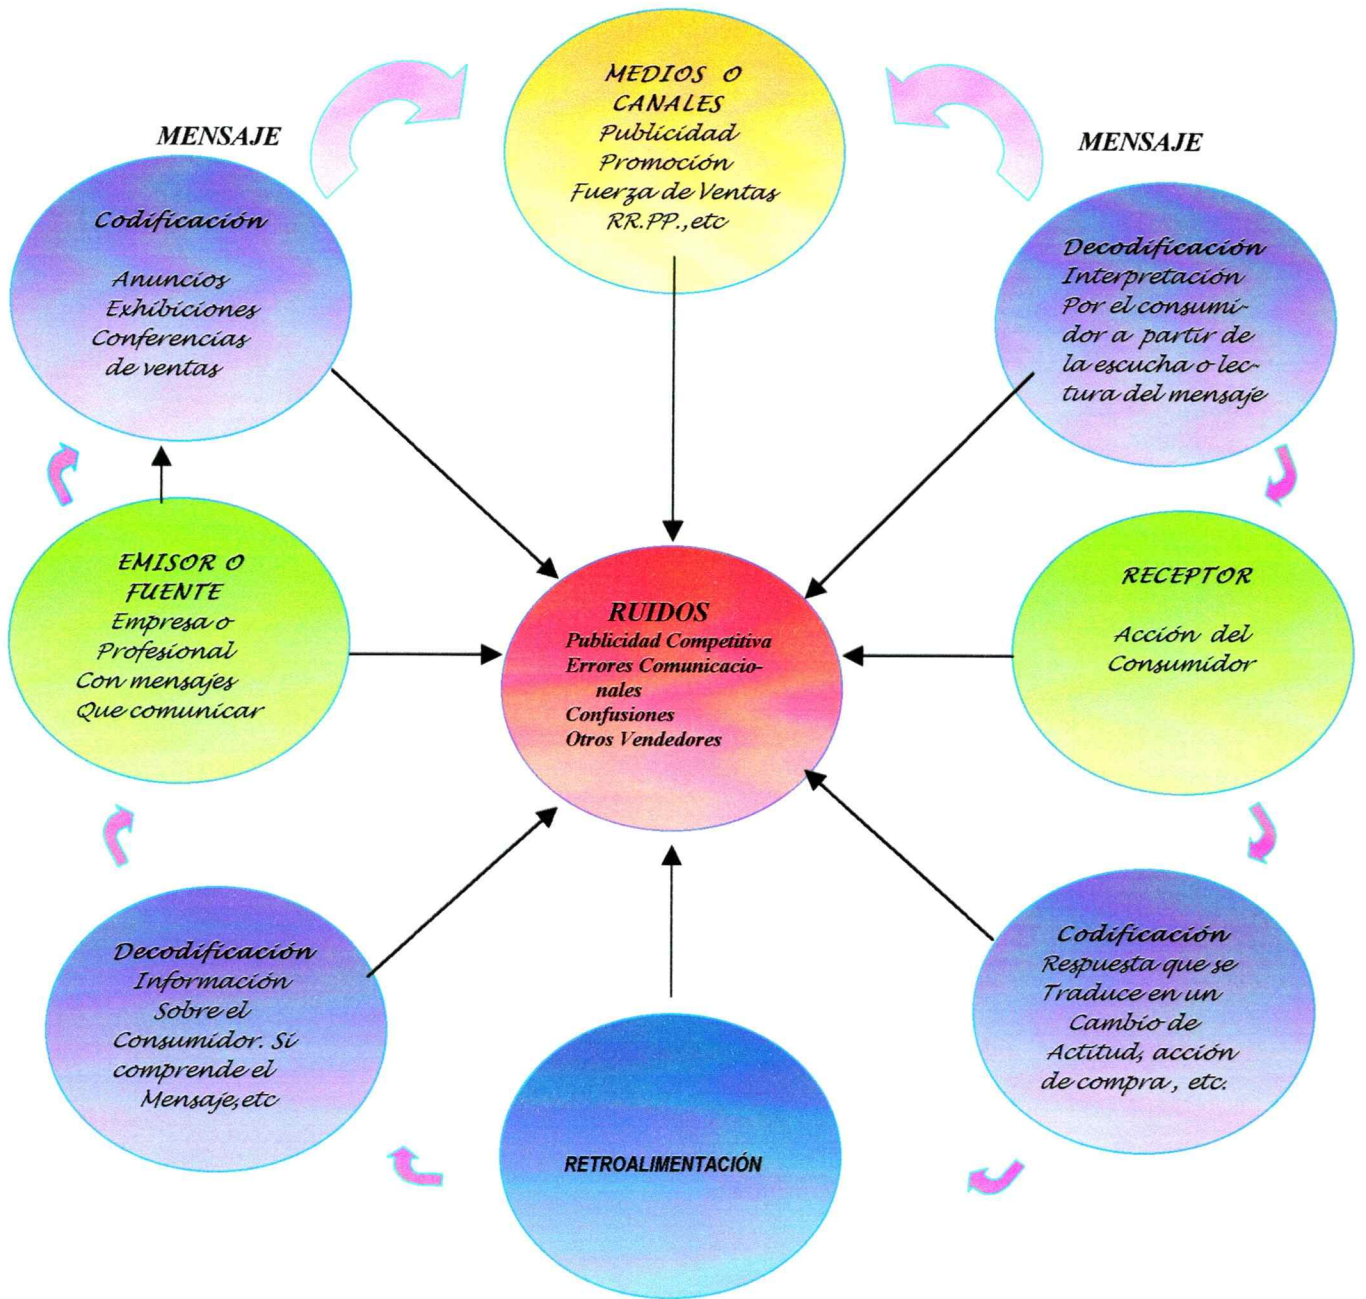 MEDIOS O
CANALES
Publicidad
Promoción
Fuerza de Ventas
RR.PP.,etc
MENSAJE
Codificación
Anuncios
Exhibiciones
Conferencias
de ventas
MENSAJE
Decodificación
Interpretación
Por el consumi-
dor a partir de
la escucha o lec-
tura del mensaje
EMISOR O
FUENTE
Empresa o
Profesional
Con mensajes
Que comunicar
RUIDOS
Publicidad Competitiva
Errores Comunicacio-
nales
Confusiones
Otros Vendedores
RECEPTOR
Acción del
Consumidor
Decodificación
Información
Sobre el
Consumidor. Si
comprende el
Mensaje,etc
RETROALIMENTACIÓN
Codificación
Respuesta que se
Traduce en un
Cambio de
Actitud, acción
de compra , etc.